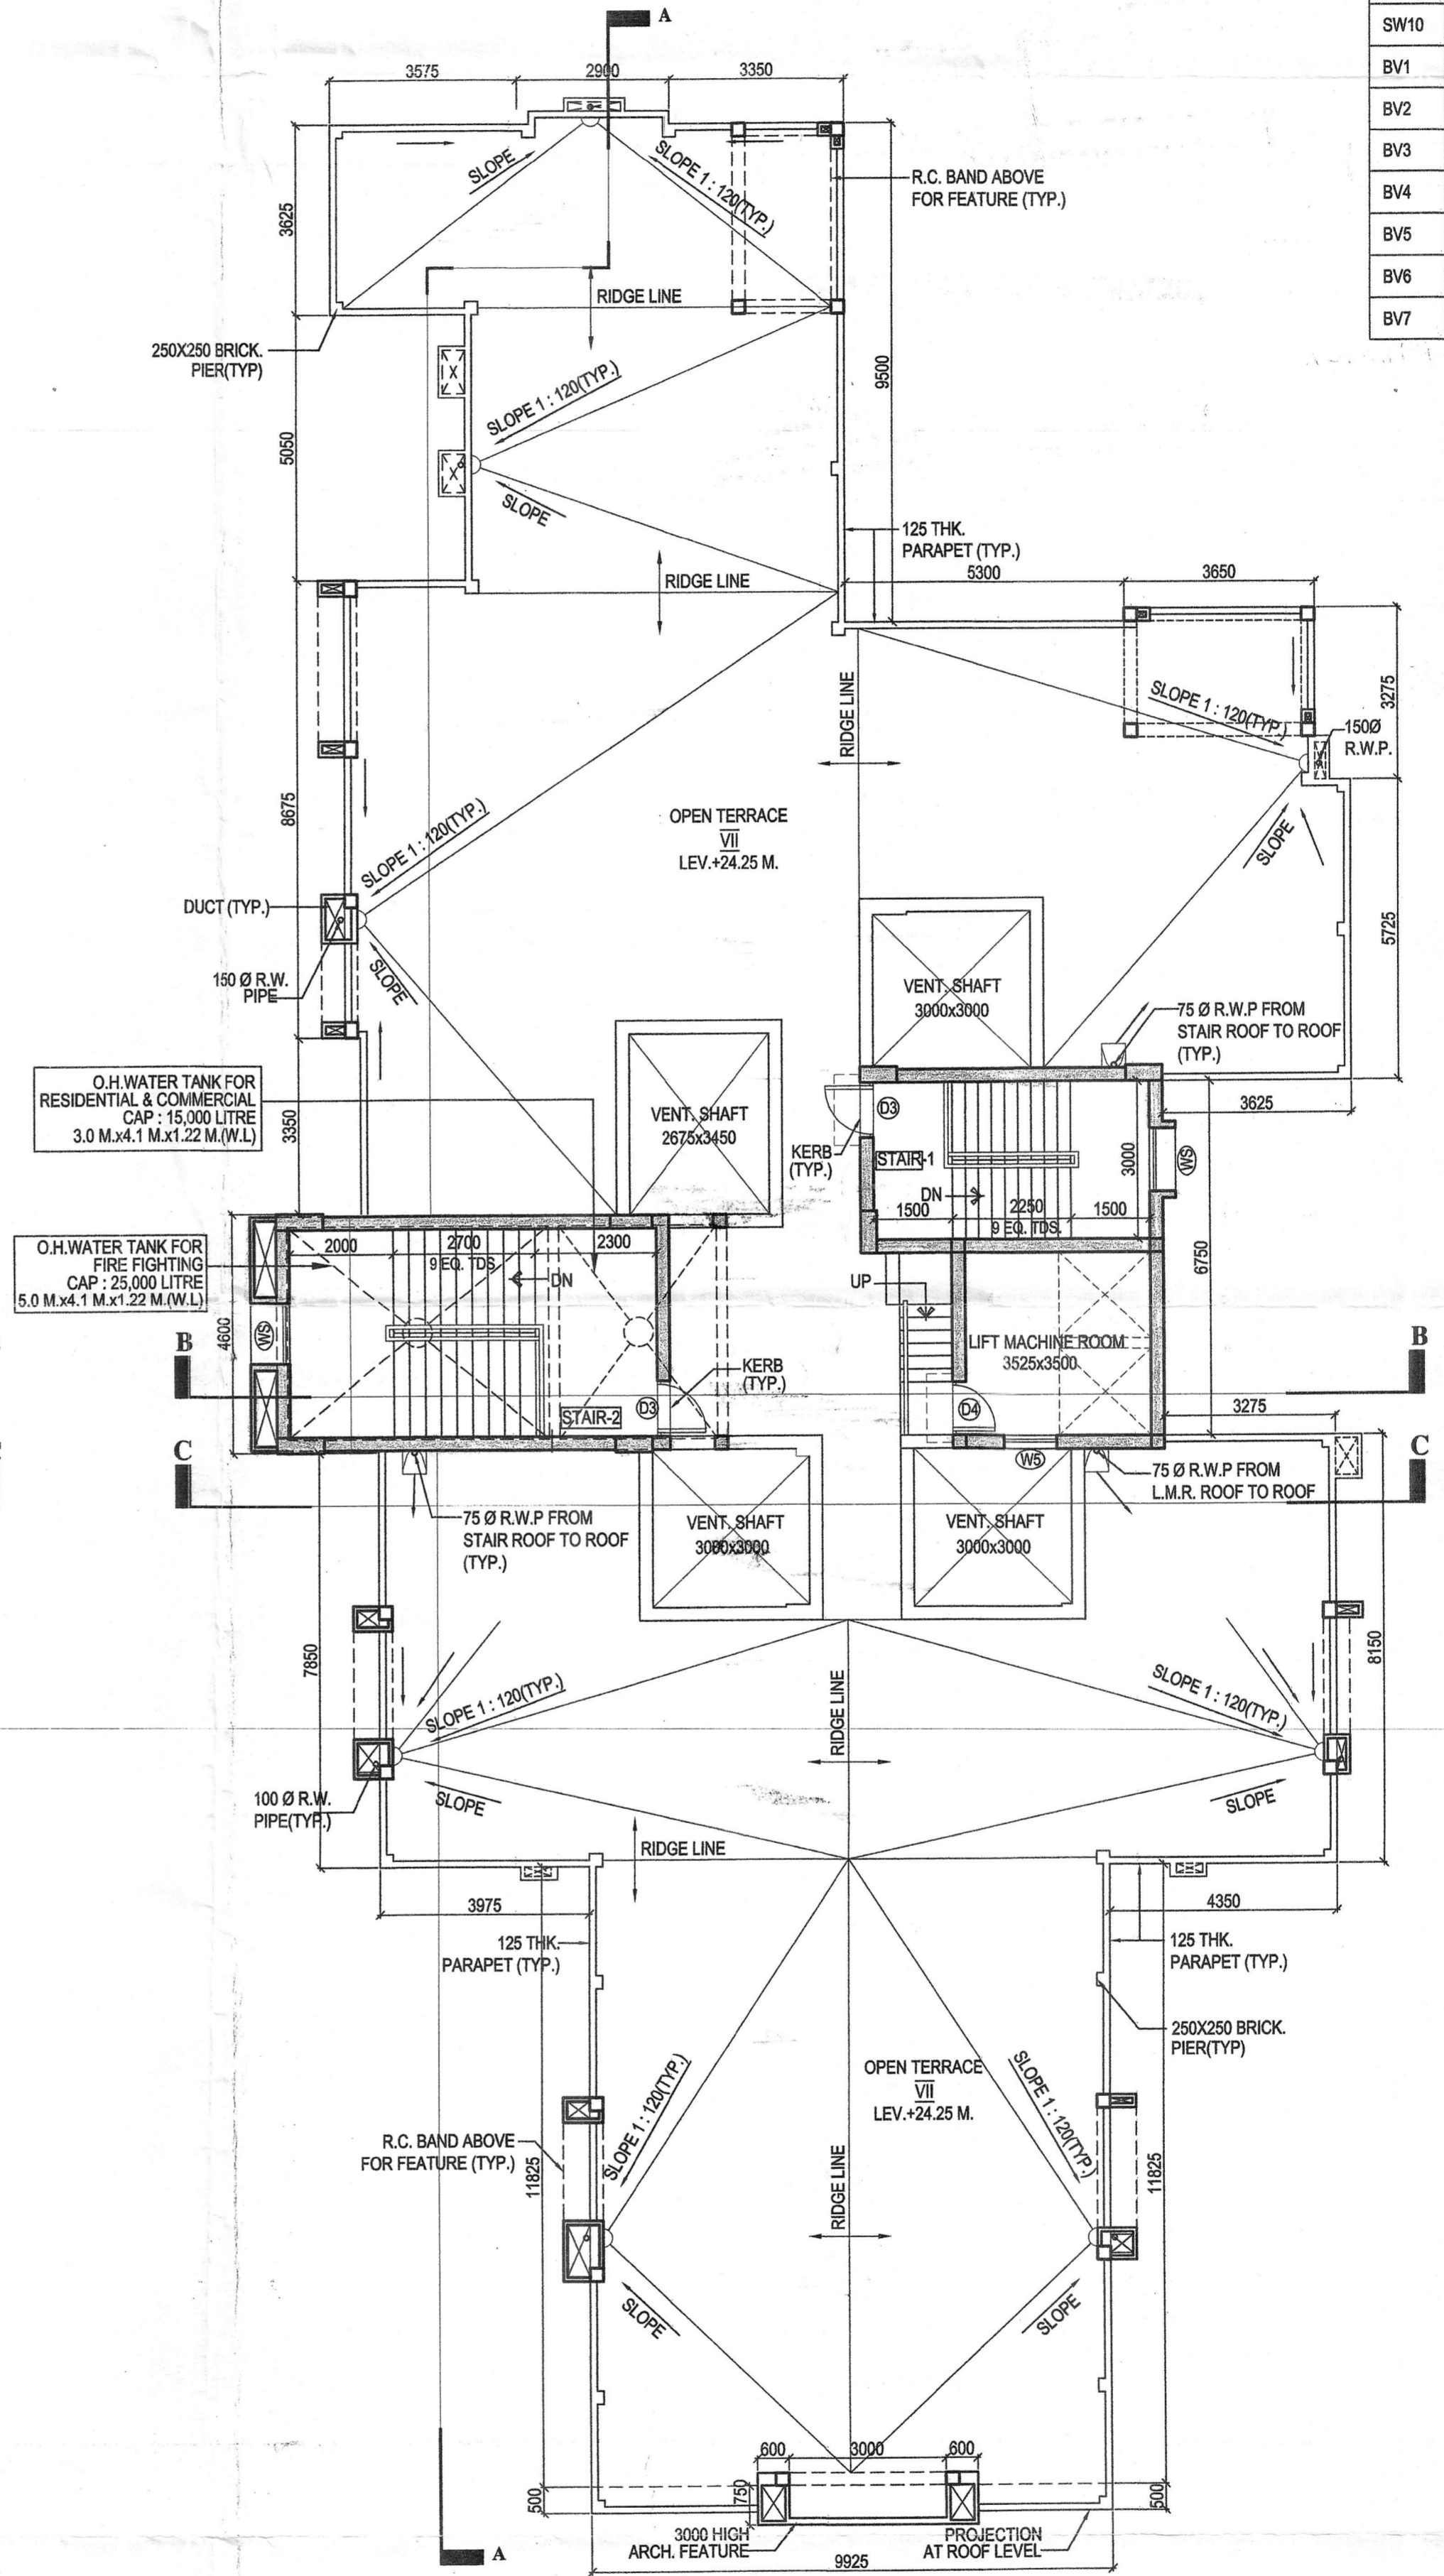 A
SW10
BV1
BV2
BV3
BV4
BV5
BV6
BV7
3575
2900
3350
SLOPE
SLOPE 1 : 120(TYP.)
R.C. BAND ABOVE
FOR FEATURE (TYP.)
3625
RIDGE LINE
250X250 BRICK.
PIER(TYP)
9500
SLOPE 1 : 120(TYP.)
5050
SLOPE
125 THK.
PARAPET (TYP.)
RIDGE LINE
5300
3650
RIDGE LINE
SLOPE 1 : 120(TYP.)
3275
150Ø
R.W.P.
8675
SLOPE 1 : 120(TYP.)
OPEN TERRACE
VII
LEV.+24.25 M.
SLOPE
DUCT (TYP.)
5725
150 Ø R.W.
PIPE
SLOPE
VENT. SHAFT
3000x3000
75 Ø R.W.P FROM
STAIR ROOF TO ROOF
(TYP.)
O.H.WATER TANK FOR
RESIDENTIAL & COMMERCIAL
CAP : 15,000 LITRE
3.0 M.x4.1 M.x1.22 M.(W.L)
3350
VENT. SHAFT
2675x3450
D3
3625
KERB
(TYP.)
STAIR-1
3000
WS
DN
1500
2250
1500
9 EQ. TDS.
O.H.WATER TANK FOR
FIRE FIGHTING
CAP : 25,000 LITRE
5.0 M.x4.1 M.x1.22 M.(W.L)
2000
2700
2300
9 EQ. TDS
DN
6750
UP
4600
WS
LIFT MACHINE ROOM
3525x3500
B
B
KERB
(TYP.)
STAIR-2
D3
D4
3275
C
C
W5
75 Ø R.W.P FROM
L.M.R. ROOF TO ROOF
75 Ø R.W.P FROM
STAIR ROOF TO ROOF
(TYP.)
VENT. SHAFT
3000x3000
VENT. SHAFT
3000x3000
7850
8150
SLOPE 1 : 120(TYP.)
RIDGE LINE
SLOPE 1 : 120(TYP.)
100 Ø R.W.
PIPE(TYP.)
SLOPE
SLOPE
RIDGE LINE
3975
4350
125 THK.
PARAPET (TYP.)
125 THK.
PARAPET (TYP.)
250X250 BRICK.
PIER(TYP)
SLOPE 1 : 120(TYP.)
OPEN TERRACE
VII
LEV.+24.25 M.
SLOPE 1 : 120(TYP.)
R.C. BAND ABOVE
FOR FEATURE (TYP.)
11825
RIDGE LINE
11825
SLOPE
SLOPE
600
3000
600
500
750
500
3000 HIGH
ARCH. FEATURE
PROJECTION
AT ROOF LEVEL
A
9925